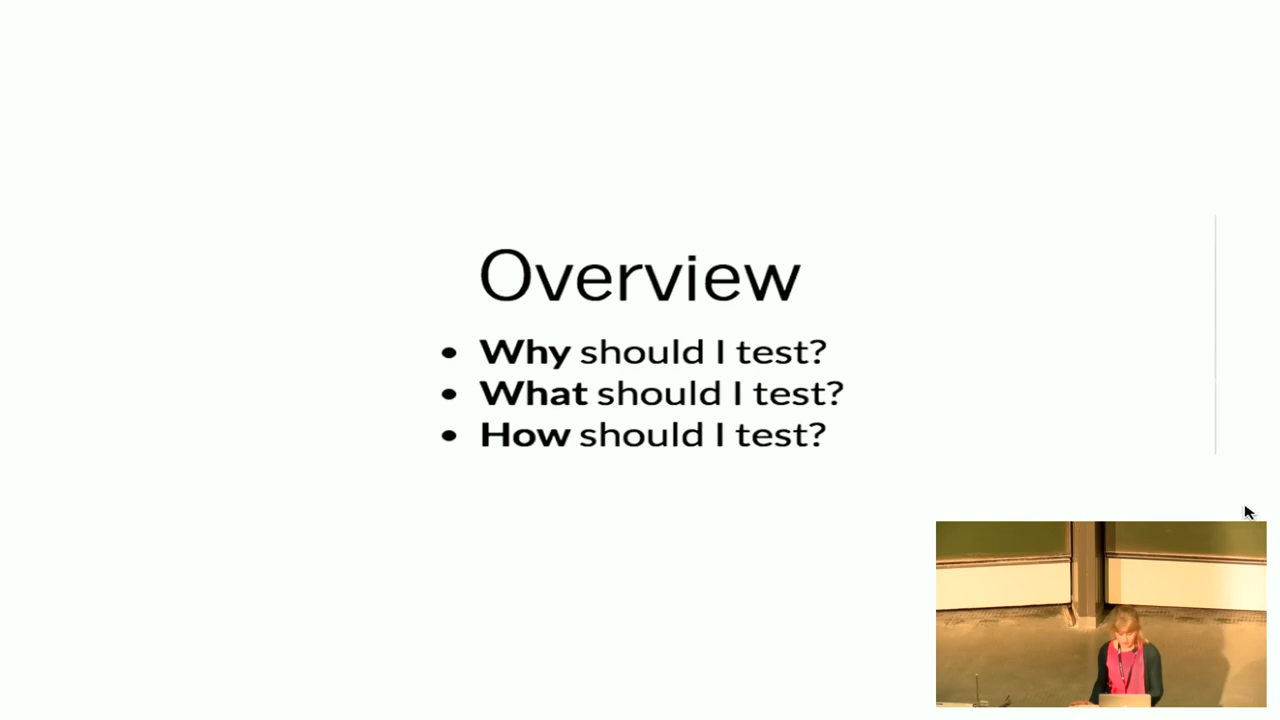 Overview
• Why should I test?
• What should I test?
• How should I test?